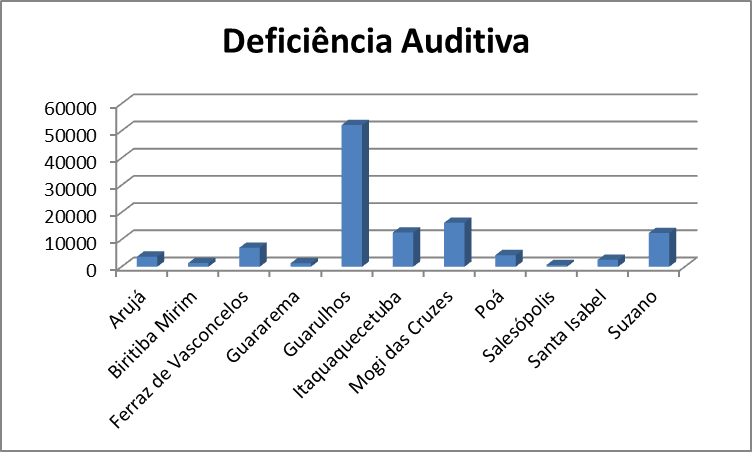 Deficiência Auditiva
60000
50000
40000
30000
20000
10000
0
Arujá
Biritiba Mirim
Ferraz de Vasconcelos
Guararema
Guarulhos
Itaquaquecetuba
Mogi das Cruzes
Poá
Salesópolis
Santa Isabel
Suzano